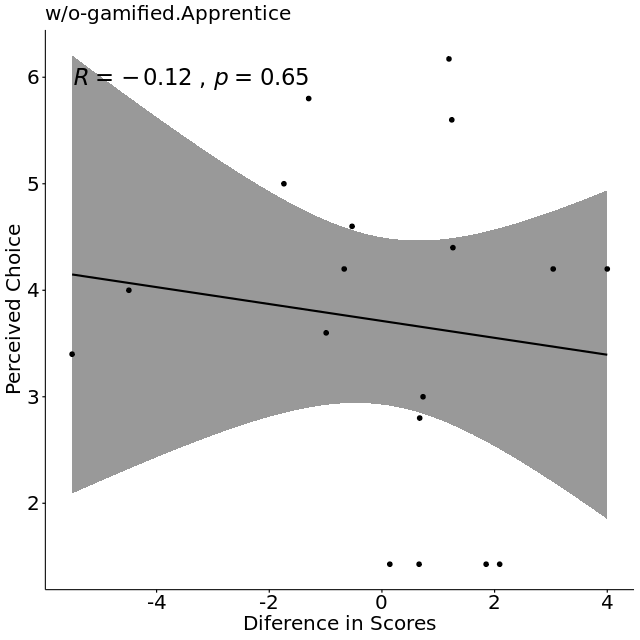 w/o-gamified.Apprentice
R = −0.12 , p = 0.65
6
5
4
3
2
Perceived Choice
-4 -2 0 2 4
Diference in Scores